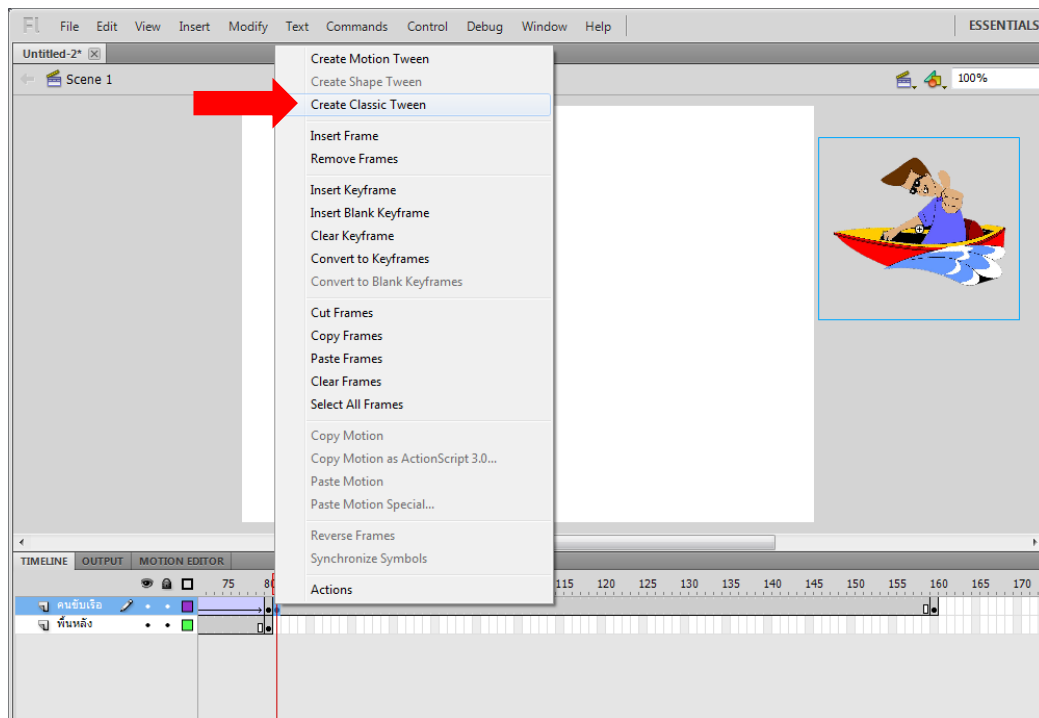 Fl File Edit View Insert Modify Text Commands Control Debug Window Help ESSENTIALS
Untitled-2*
Scene 1 100%
Create Motion Tween
Create Shape Tween
Create Classic Tween
Insert Frame
Remove Frames
Insert Keyframe
Insert Blank Keyframe
Clear Keyframe
Convert to Keyframes
Convert to Blank Keyframes
Cut Frames
Copy Frames
Paste Frames
Clear Frames
Select All Frames
Copy Motion
Copy Motion as ActionScript 3.0...
Paste Motion
Paste Motion Special...
Reverse Frames
Synchronize Symbols
Actions
TIMELINE OUTPUT MOTION EDITOR
75 80 115 120 125 130 135 140 145 150 155 160 165 170
คนขับเรือ
พื้นหลัง